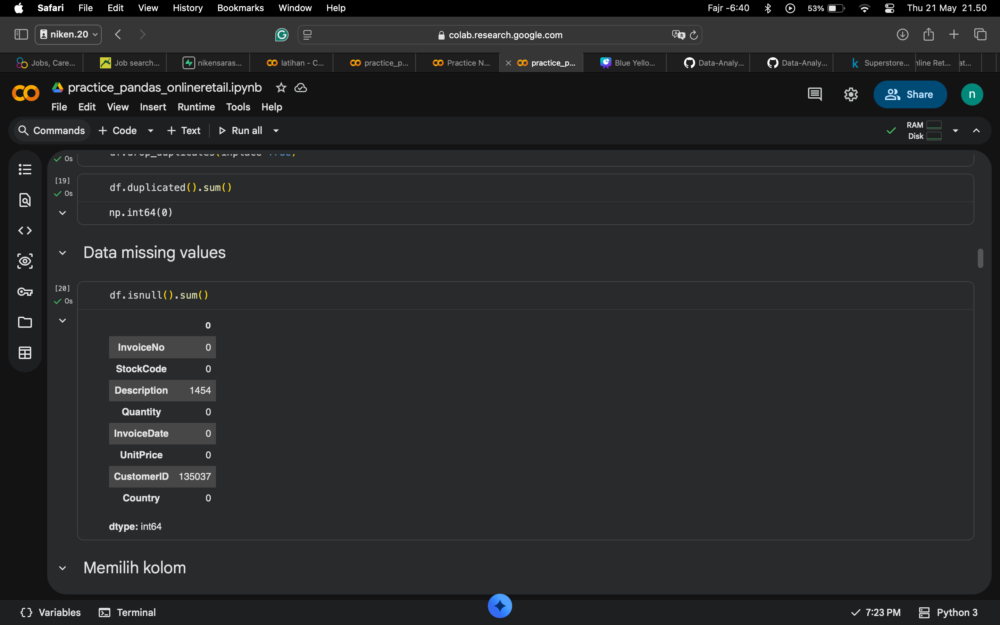 Safari File Edit View History Bookmarks Window Help Fajr -6:40 53% Thu 21 May 21.50
niken.20 colab.research.google.com
Jobs, Care... Job search... nikensaras... latihan - C... practice_p... Practice N... practice_p... Blue Yello... Data-Analy... Data-Analy... Superstore... nline Ret... at...
practice_pandas_onlineretail.ipynb
Share n
File Edit View Insert Runtime Tools Help
Commands + Code + Text Run all
RAM
Disk
0s df.drop_duplicates(inplace=True)
[19] df.duplicated().sum()
0s
np.int64(0)
Data missing values
[20] df.isnull().sum()
0s
0
InvoiceNo 0
StockCode 0
Description 1454
Quantity 0
InvoiceDate 0
UnitPrice 0
CustomerID 135037
Country 0
dtype: int64
Memilih kolom
Variables Terminal 7:23 PM Python 3